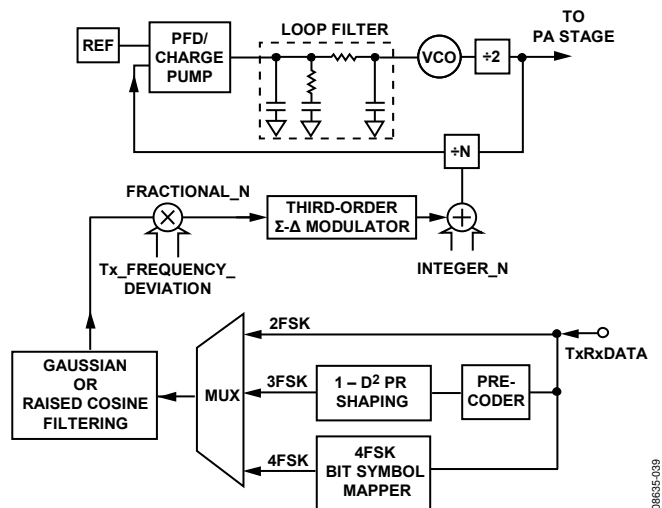 LOOP FILTER
TO
PA STAGE
REF
PFD/
CHARGE
PUMP
VCO
÷2
÷N
FRACTIONAL_N
THIRD-ORDER
Σ-Δ MODULATOR
Tx_FREQUENCY_
DEVIATION
INTEGER_N
2FSK
TxRxDATA
GAUSSIAN
OR
RAISED COSINE
FILTERING
MUX
3FSK
1 – D² PR
SHAPING
PRE-
CODER
4FSK
4FSK
BIT SYMBOL
MAPPER
08635-039